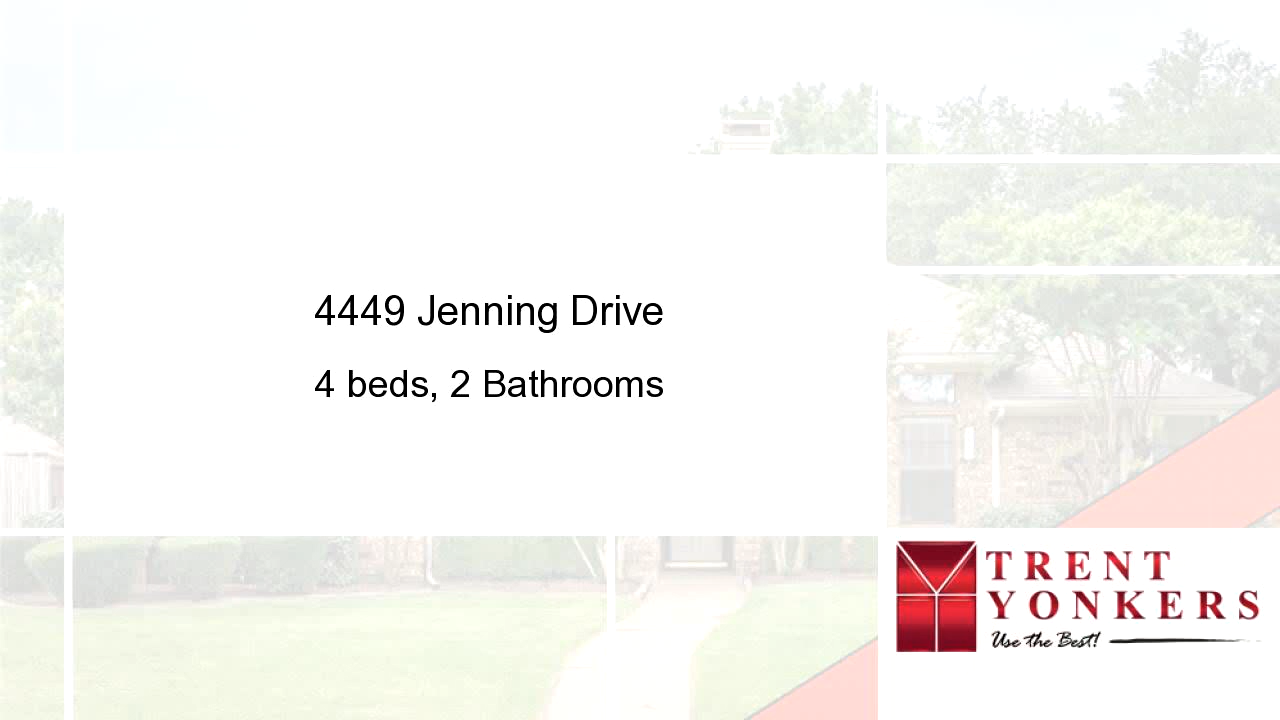 4449 Jenning Drive
4 beds, 2 Bathrooms
TRENT
YONKERS
Use the Best!